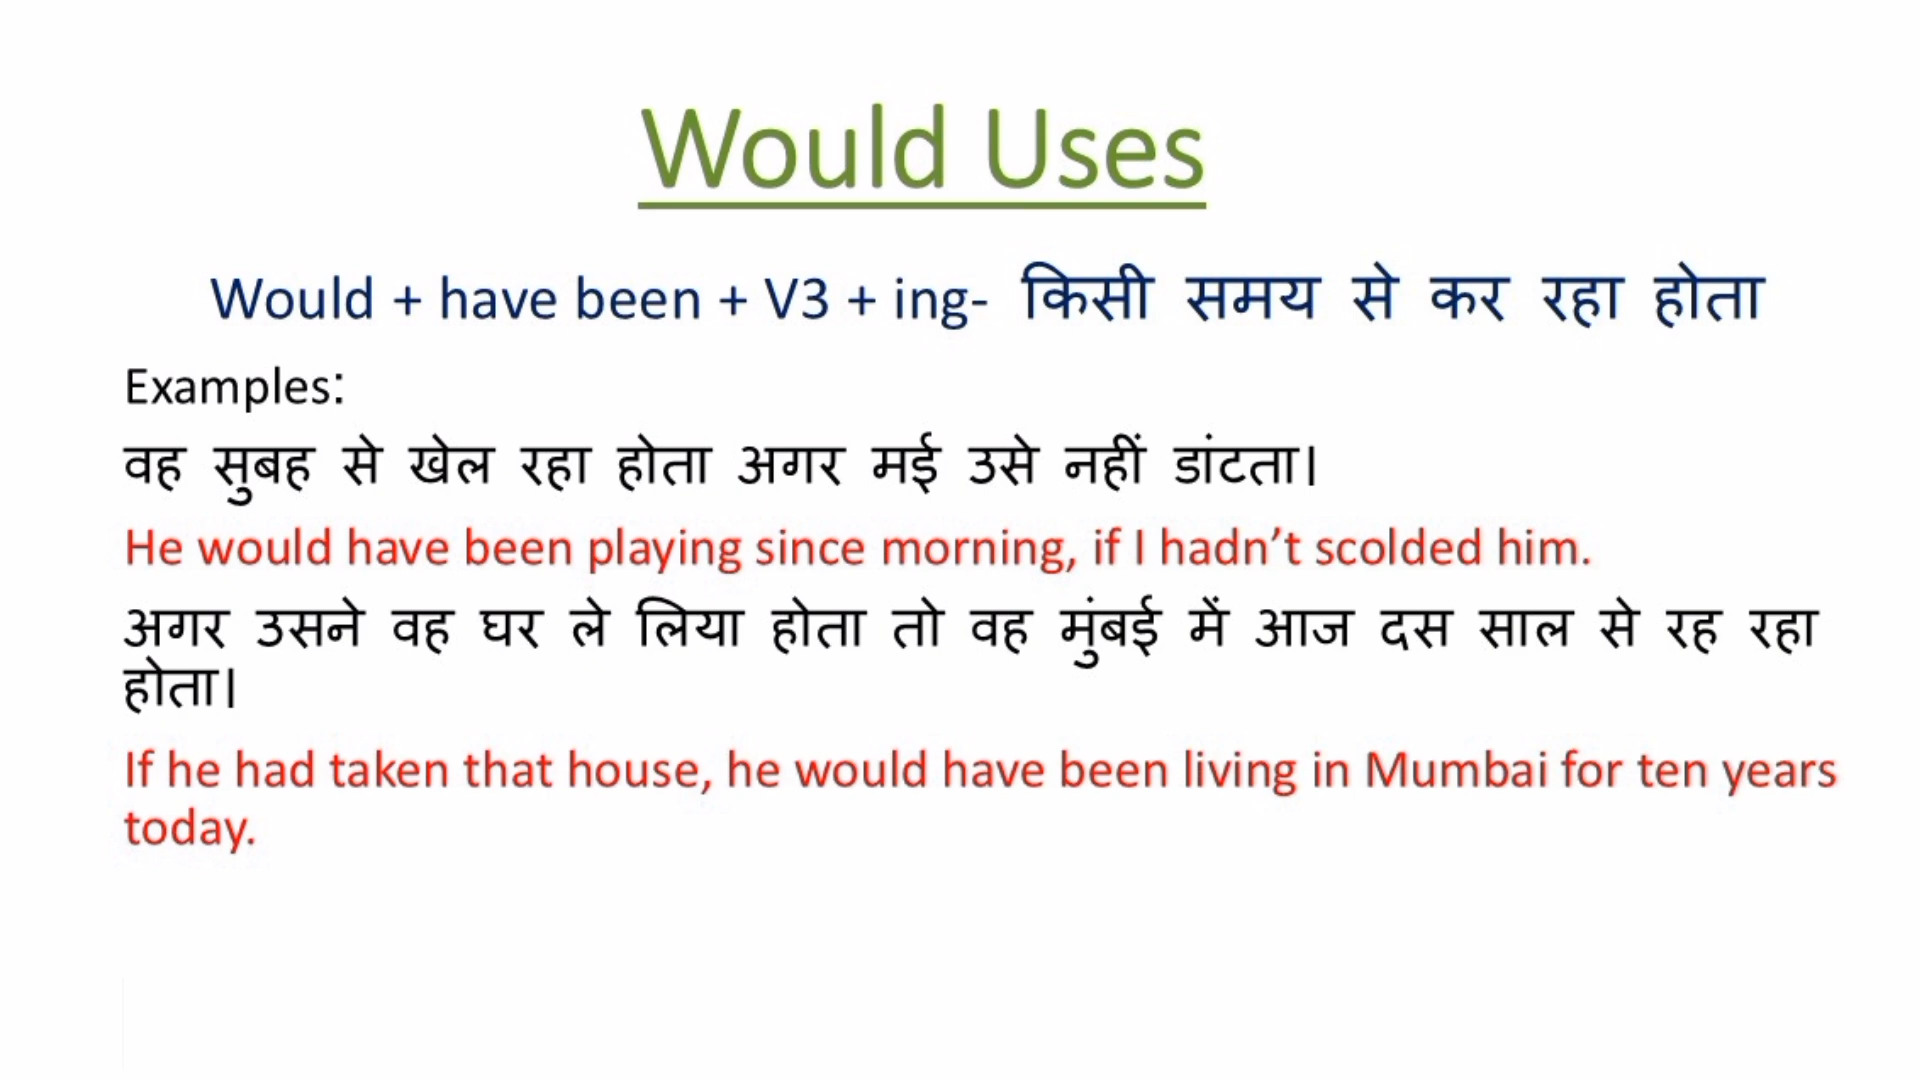 Would Uses
Would + have been + V3 + ing- किसी समय से कर रहा होता
Examples:
वह सुबह से खेल रहा होता अगर मई उसे नहीं डांटता।
He would have been playing since morning, if I hadn’t scolded him.
अगर उसने वह घर ले लिया होता तो वह मुंबई में आज दस साल से रह रहा
होता।
If he had taken that house, he would have been living in Mumbai for ten years
today.